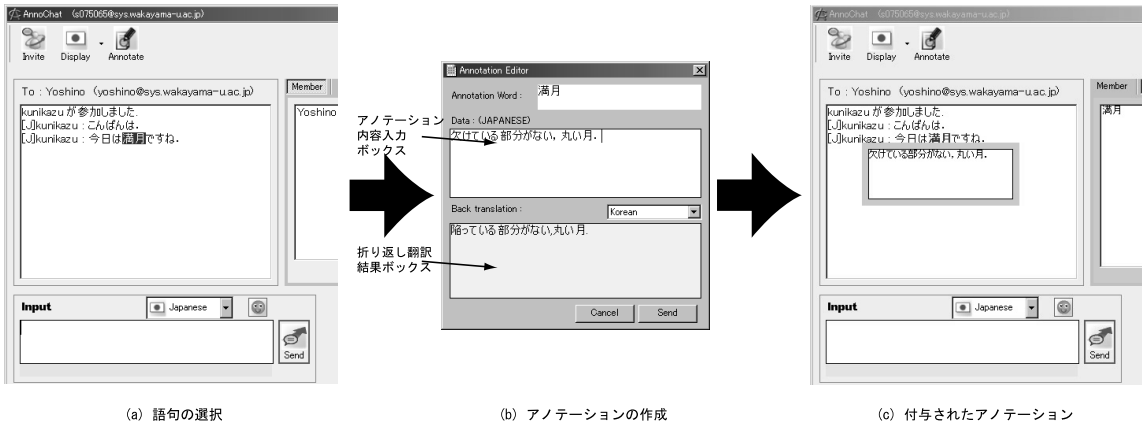 AnnoChat (s075065@sys.wakayama-u.ac.jp)
Invite Display Annotate
To : Yoshino (yoshino@sys.wakayama-u.ac.jp)
Member
kunikazu が参加しました.
[J]kunikazu : こんばんは.
[J]kunikazu : 今日は満月ですね.
Yoshino
Input
Japanese
Send
(a) 語句の選択
アノテーション
内容入力
ボックス
折り返し翻訳
結果ボックス
Annotation Editor
Annotation Word :
満月
Data : (JAPANESE)
欠けている部分がない, 丸い月.
Back translation :
Korean
陥っている部分がない,丸い月.
Cancel Send
(b) アノテーションの作成
AnnoChat (s075065@sys.wakayama-u.ac.jp)
Invite Display Annotate
To : Yoshino (yoshino@sys.wakayama-u.ac.jp)
Member
kunikazu が参加しました.
[J]kunikazu : こんばんは.
[J]kunikazu : 今日は満月ですね.
欠けている部分がない, 丸い月.
満月
Input
Japanese
Send
(c) 付与されたアノテーション